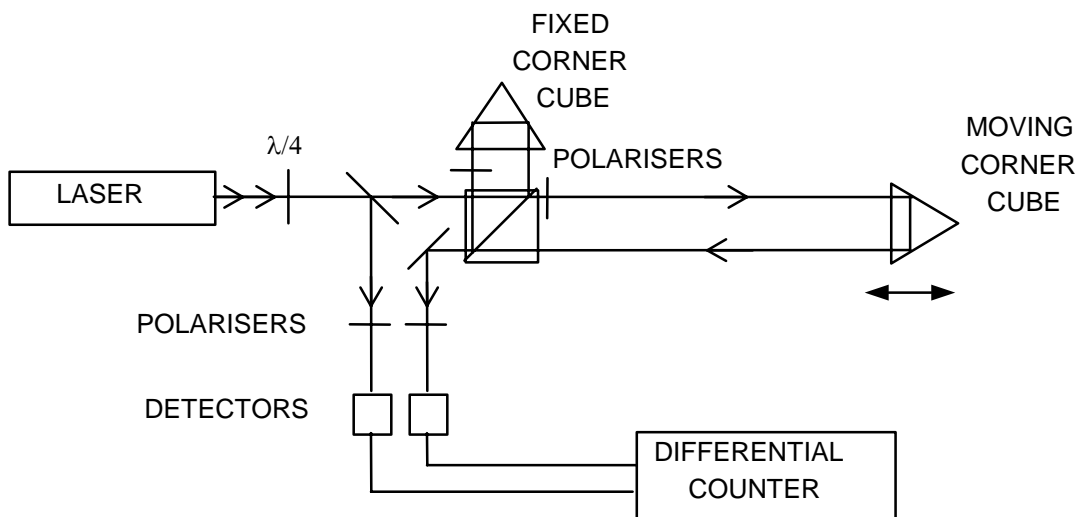 FIXED
CORNER
CUBE
λ/4
POLARISERS
MOVING
CORNER
CUBE
LASER
POLARISERS
DETECTORS
DIFFERENTIAL
COUNTER